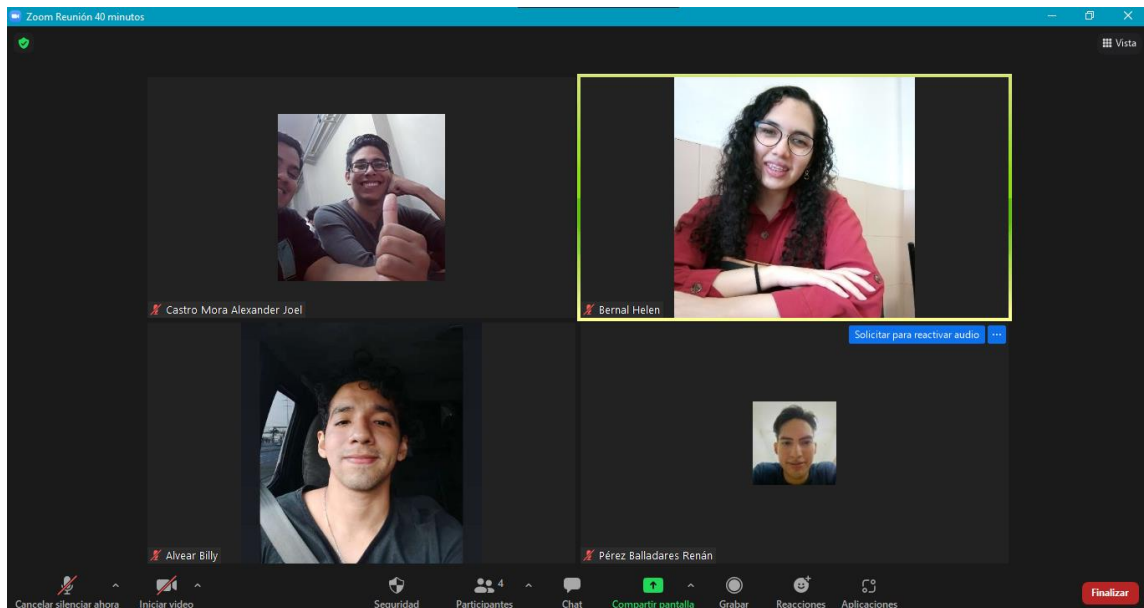 Zoom Reunión 40 minutos
Vista
Castro Mora Alexander Joel
Bernal Helen
Solicitar para reactivar audio ...
Alvear Billy
Pérez Balladares Renán
4
Cancelar silenciar ahora
Iniciar video
Seguridad
Participantes
Chat
Compartir pantalla
Grabar
Reacciones
Aplicaciones
Finalizar